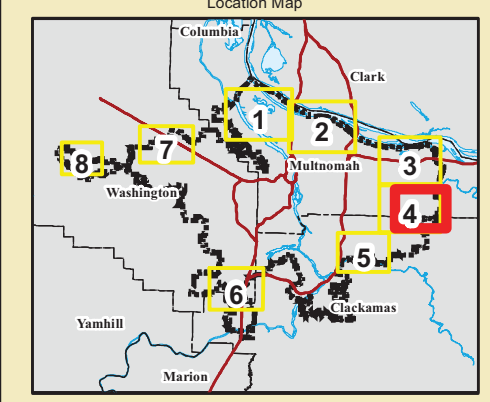 Location Map
Columbia
Clark
1
2
Multnomah
3
7
8
Washington
4
5
6
Clackamas
Yamhill
Marion